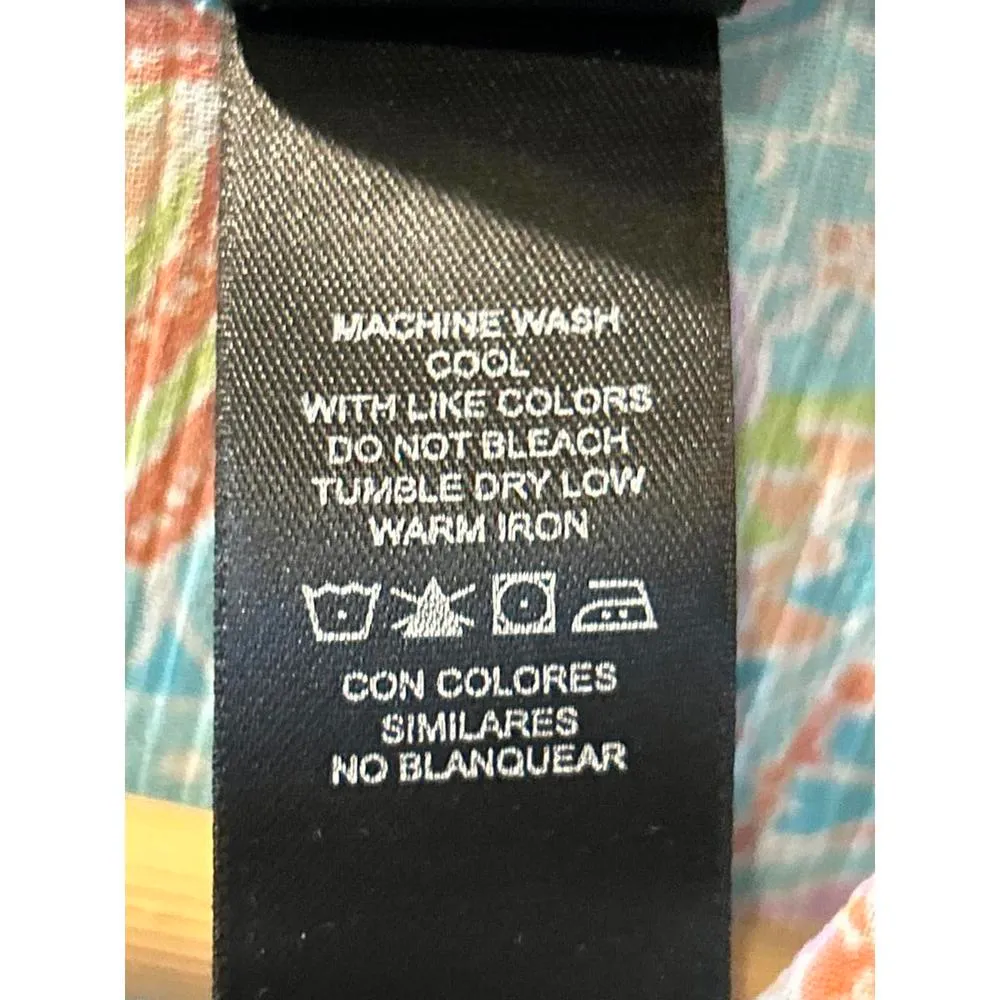 MACHINE WASH
COOL
WITH LIKE COLORS
DO NOT BLEACH
TUMBLE DRY LOW
WARM IRON
CON COLORES
SIMILARES
NO BLANQUEAR